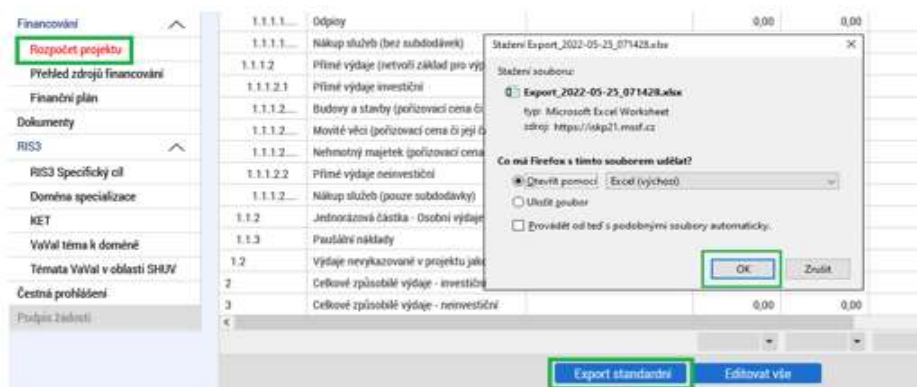 Financování
Rozpočet projektu
Přehled zdrojů financování
Finanční plán
Dokumenty
RIS3
RIS3 Specifický cíl
Doména specializace
KET
VaVaI téma k doméně
Témata VaVaI v oblasti SHUV
Čestná prohlášení
Podpis žádosti
1.1.1.1.... Odpisy 0,00 0,00
1.1.1.1.... Nákup služeb (bez subdodávek)
1.1.1.2 Přímé výdaje (netvoří základ pro výp
1.1.1.2.1 Přímé výdaje investiční
1.1.1.2.... Budovy a stavby (pořizovací cena či
1.1.1.2.... Movité věci (pořizovací cena či její č
1.1.1.2.... Nehmotný majetek (pořizovací cena
1.1.1.2.2 Přímé výdaje neinvestiční
1.1.1.2.... Nákup služeb (pouze subdodávky)
1.1.2 Jednorázová částka - Osobní výdaje
1.1.3 Paušální náklady
1.2 Výdaje nevykazované v projektu jako
2 Celkové způsobilé výdaje - investiční
3 Celkové způsobilé výdaje - neinvestiční 0,00 0,00
Stažení Export_2022-05-25_071428.xlsx
Stažení souboru:
Export_2022-05-25_071428.xlsx
typ: Microsoft Excel Worksheet
zdroj: https://iskp21.mssf.cz
Co má Firefox s tímto souborem udělat?
Otevřít pomocí Excel (výchozí)
Uložit soubor
Provádět od teď s podobnými soubory automaticky.
OK Zrušit
Export standardní Editovat vše